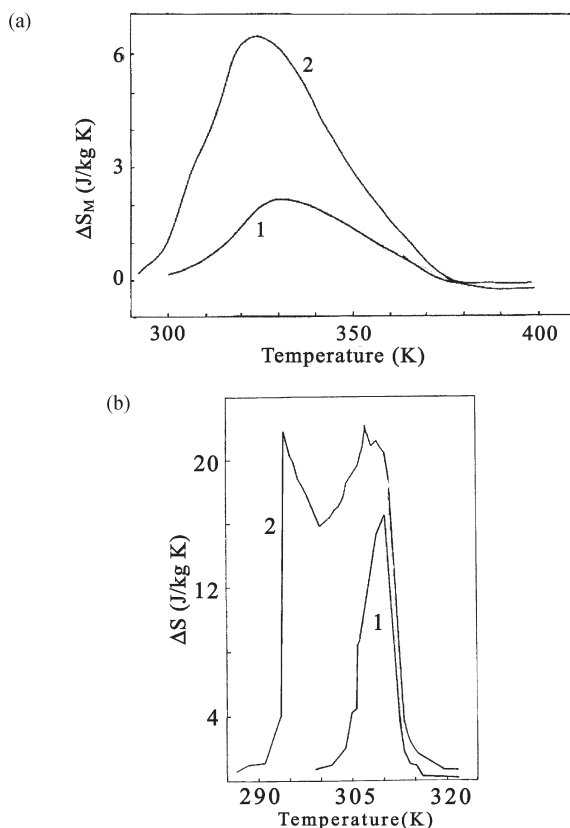 (a)
6
3
0
ΔS_M (J/kg K)
2
1
300
350
400
Temperature (K)
(b)
20
12
4
ΔS (J/kg K)
2
1
290
305
320
Temperature(K)